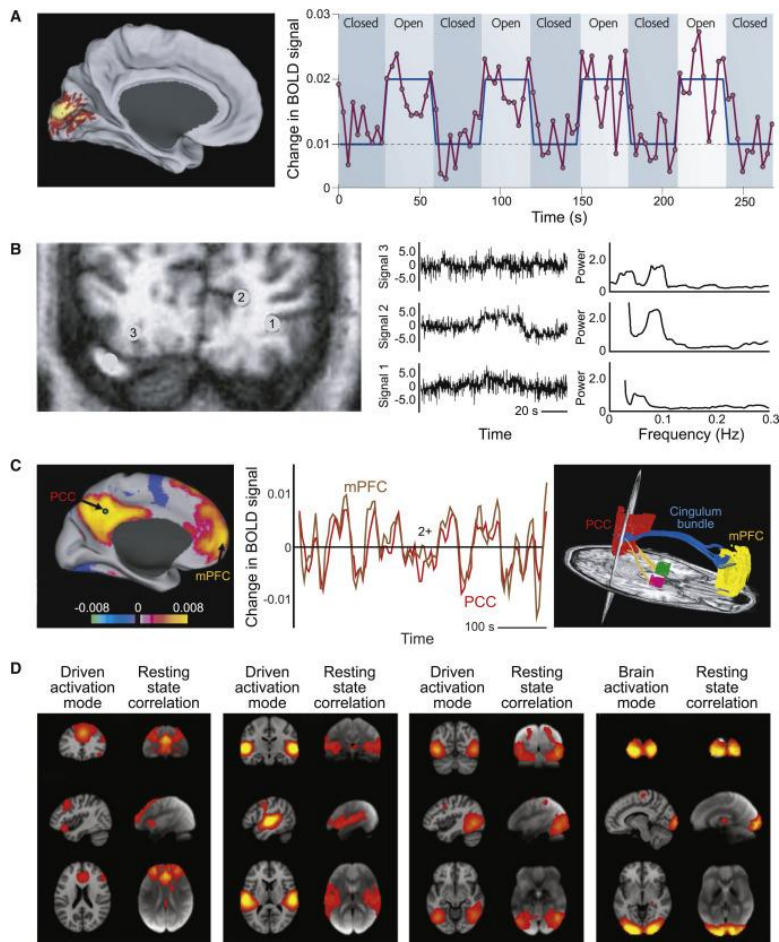 A
Change in BOLD signal
0.03
0.02
0.01
0
Closed
Open
Closed
Open
Closed
Open
Closed
Open
Closed
0
50
100
150
200
250
Time (s)
B
2
1
3
Signal 3
5.0
-5.0
Signal 2
5.0
-5.0
Signal 1
5.0
-5.0
20 s
Time
Power
2.0
0
Power
2.0
0
Power
2.0
0
0
0.1
0.2
0.3
Frequency (Hz)
C
PCC
mPFC
-0.008
0
0.008
Change in BOLD signal
0.01
0
-0.01
mPFC
2+
PCC
100 s
Time
PCC
Cingulum
bundle
mPFC
D
Driven
activation
mode
Resting
state
correlation
Driven
activation
mode
Resting
state
correlation
Driven
activation
mode
Resting
state
correlation
Brain
activation
mode
Resting
state
correlation